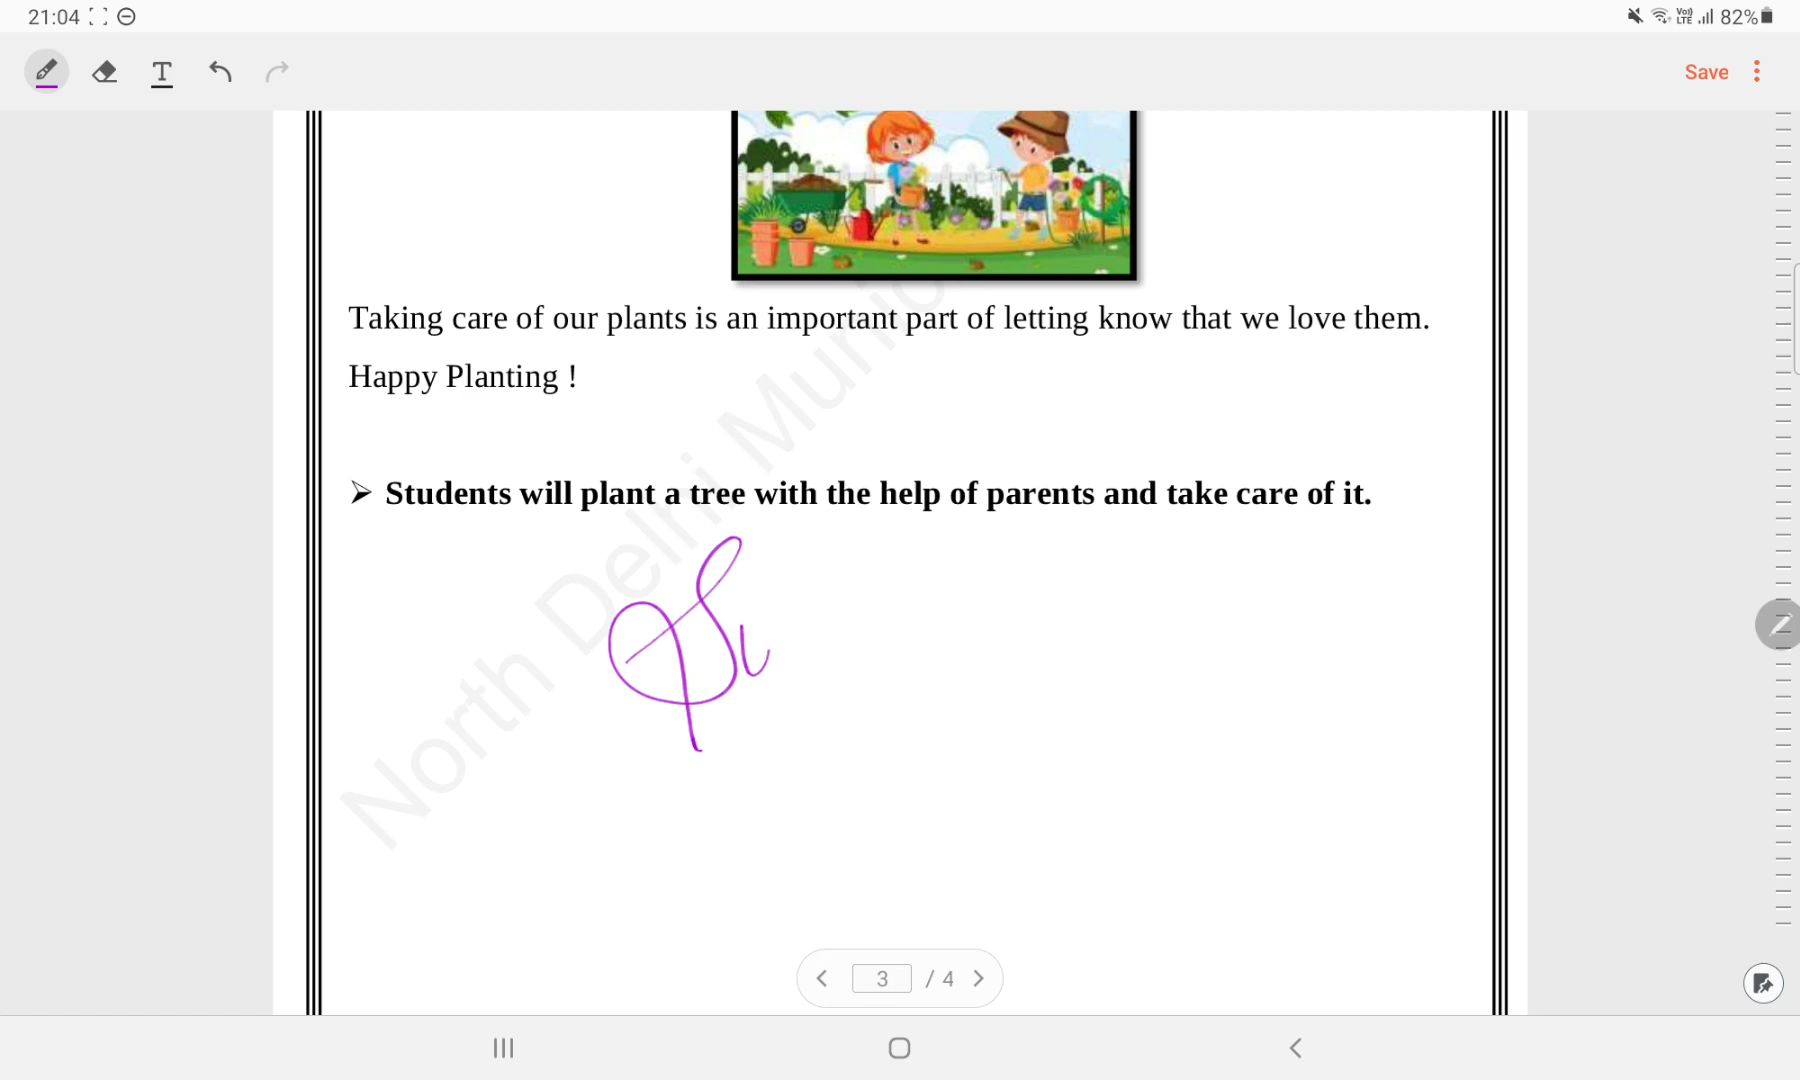 21:04
Vo)) LTE 82%
T Save
Taking care of our plants is an important part of letting know that we love them.
Happy Planting !
➢ Students will plant a tree with the help of parents and take care of it.
North Delhi
3 / 4